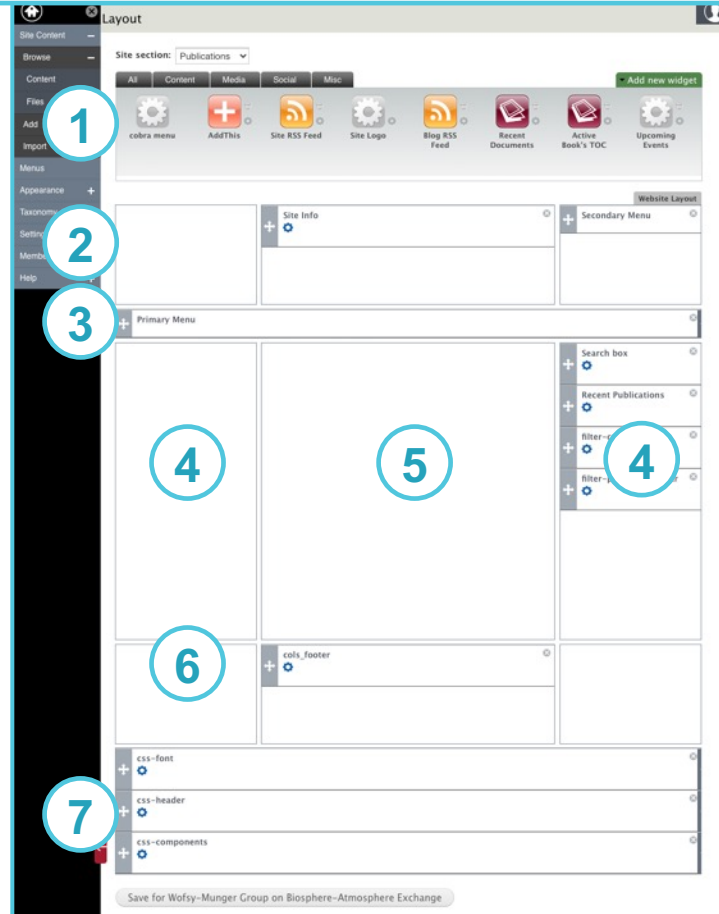 Layout
Site Content
Browse
Content
Files
Add
Import
Menus
Appearance
Taxonomy
Help
Site section: Publications
All Content Media Social Misc
Add new widget
cobra menu
AddThis
Site RSS Feed
Site Logo
Blog RSS
Feed
Recent
Documents
Active
Book's TOC
Upcoming
Events
Website Layout
1
2
3
Site Info
Secondary Menu
Primary Menu
4
5
Search box
Recent Publications
4
6
cols_footer
7
css-font
css-header
css-components
Save for Wofsy-Munger Group on Biosphere-Atmosphere Exchange